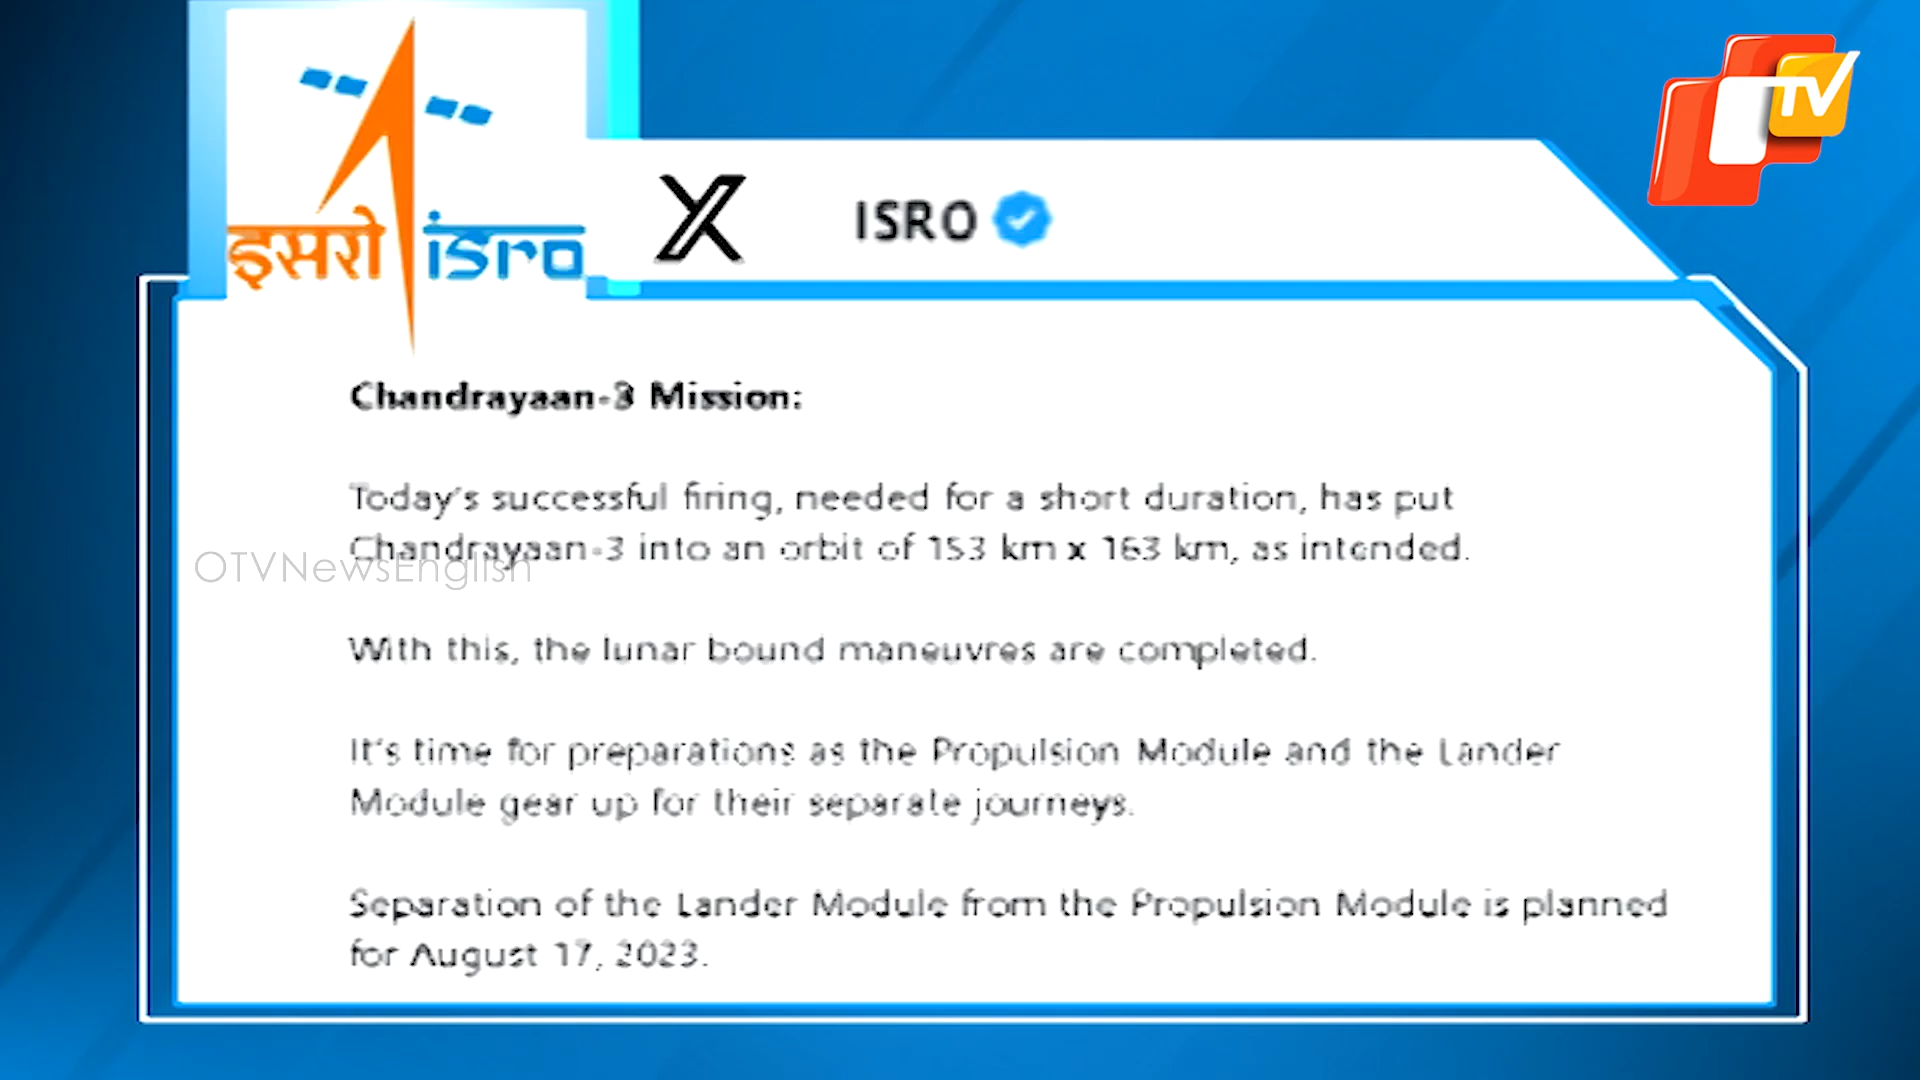 TV
इसरो isro
X ISRO
Chandrayaan-3 Mission:
Today's successful firing, needed for a short duration, has put
Chandrayaan-3 into an orbit of 153 km x 163 km, as intended.
OTVNewsEnglish
With this, the lunar bound maneuvres are completed.
It's time for preparations as the Propulsion Module and the Lander
Module gear up for their separate journeys.
Separation of the Lander Module from the Propulsion Module is planned
for August 17, 2023.